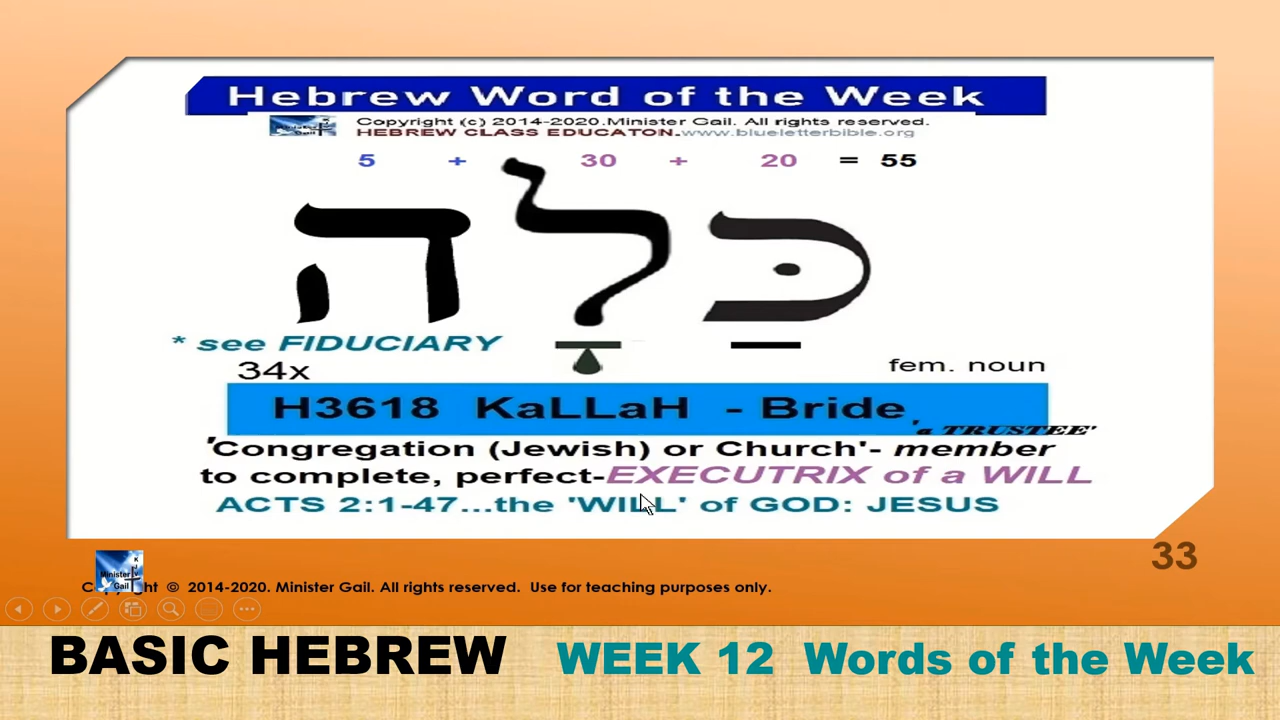 Hebrew Word of the Week
Copyright (c) 2014-2020.Minister Gail. All rights reserved.
HEBREW CLASS EDUCATON.www.blueletterbible.org
5 + 30 + 20 = 55
כַּלָה
* see FIDUCIARY
34x fem. noun
H3618 KaLLaH - Bride 'a TRUSTEE'
'Congregation (Jewish) or Church'- member
to complete, perfect-EXECUTRIX of a WILL
ACTS 2:1-47...the 'WILL' of GOD: JESUS
33
Minister
Gail
© 2014-2020. Minister Gail. All rights reserved. Use for teaching purposes only.
BASIC HEBREW WEEK 12 Words of the Week